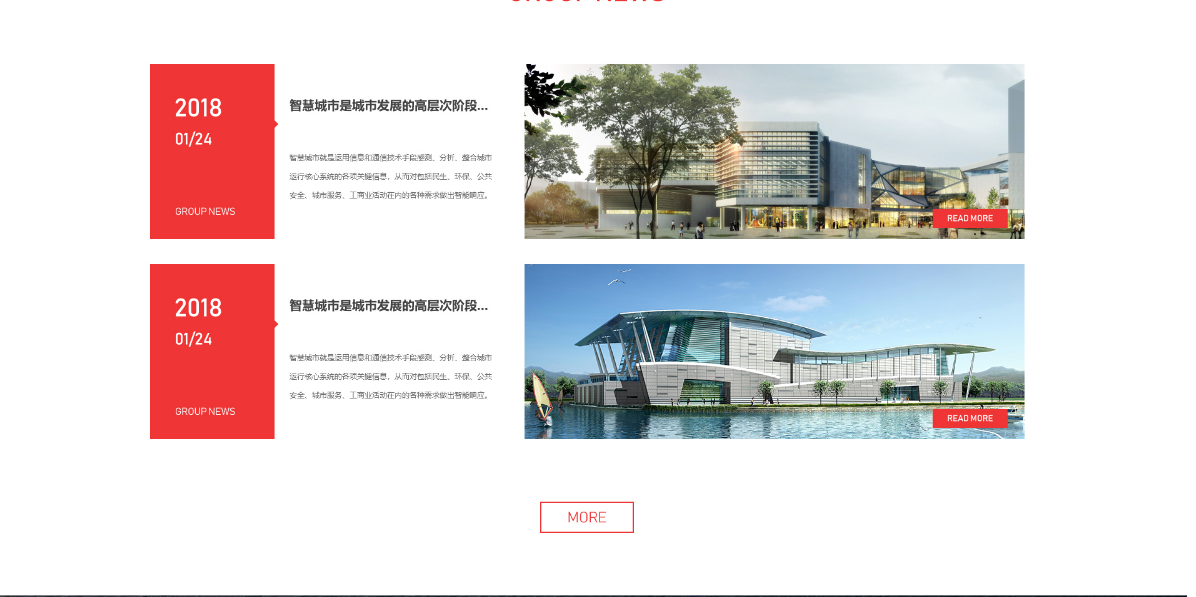 GROUP NEWS
2018
01/24
GROUP NEWS
智慧城市是城市发展的高层次阶段...
智慧城市就是运用信息和通信技术手段感测、分析、整合城市
运行核心系统的各项关键信息，从而对包括民生、环保、公共
安全、城市服务、工商业活动在内的各种需求做出智能响应。
READ MORE
2018
01/24
GROUP NEWS
智慧城市是城市发展的高层次阶段...
智慧城市就是运用信息和通信技术手段感测、分析、整合城市
运行核心系统的各项关键信息，从而对包括民生、环保、公共
安全、城市服务、工商业活动在内的各种需求做出智能响应。
READ MORE
MORE